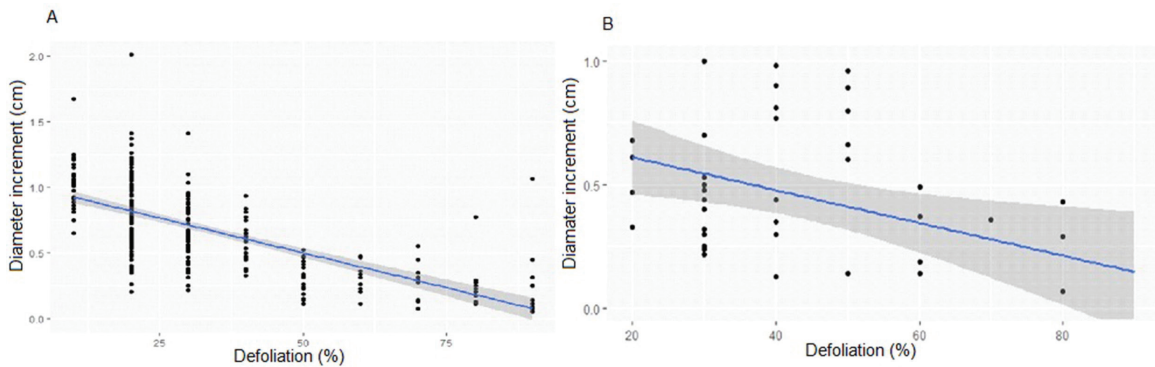 A
Diameter increment (cm)
2.0
1.5
1.0
0.5
0.0
25
50
75
Defoliation (%)
B
Diamater increment (cm)
1.0
0.5
0.0
20
40
60
80
Defoliation (%)